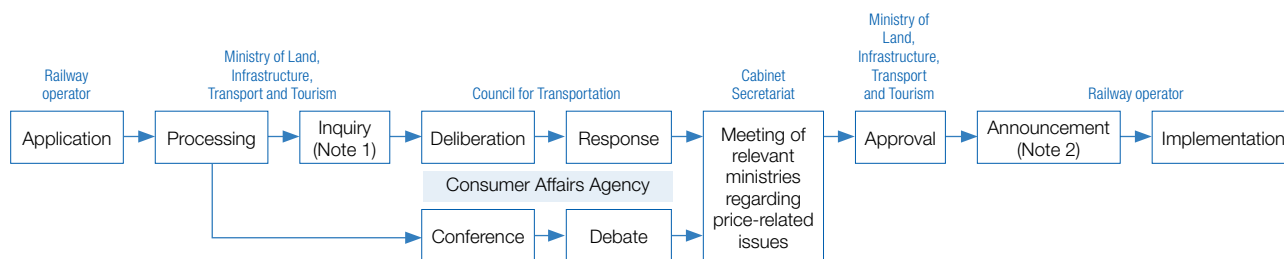 Railway
operator
Application
Ministry of Land,
Infrastructure,
Transport and Tourism
Processing
Inquiry
(Note 1)
Council for Transportation
Deliberation
Response
Consumer Affairs Agency
Conference
Debate
Cabinet
Secretariat
Meeting of
relevant
ministries
regarding
price-related
issues
Ministry of
Land,
Infrastructure,
Transport
and Tourism
Approval
Railway operator
Announcement
(Note 2)
Implementation